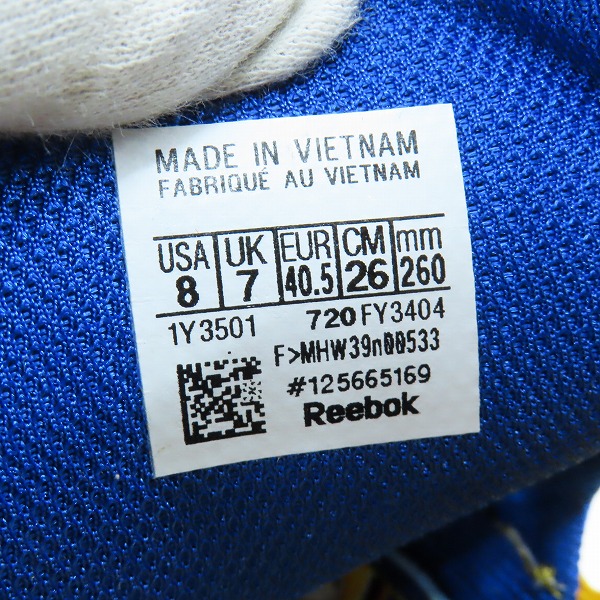 MADE IN VIETNAM
FABRIQUÉ AU VIETNAM
USA UK EUR CM mm
8 7 40.5 26 260
1Y3501 720 FY3404
F>MHW39n00533
#125665169
Reebok